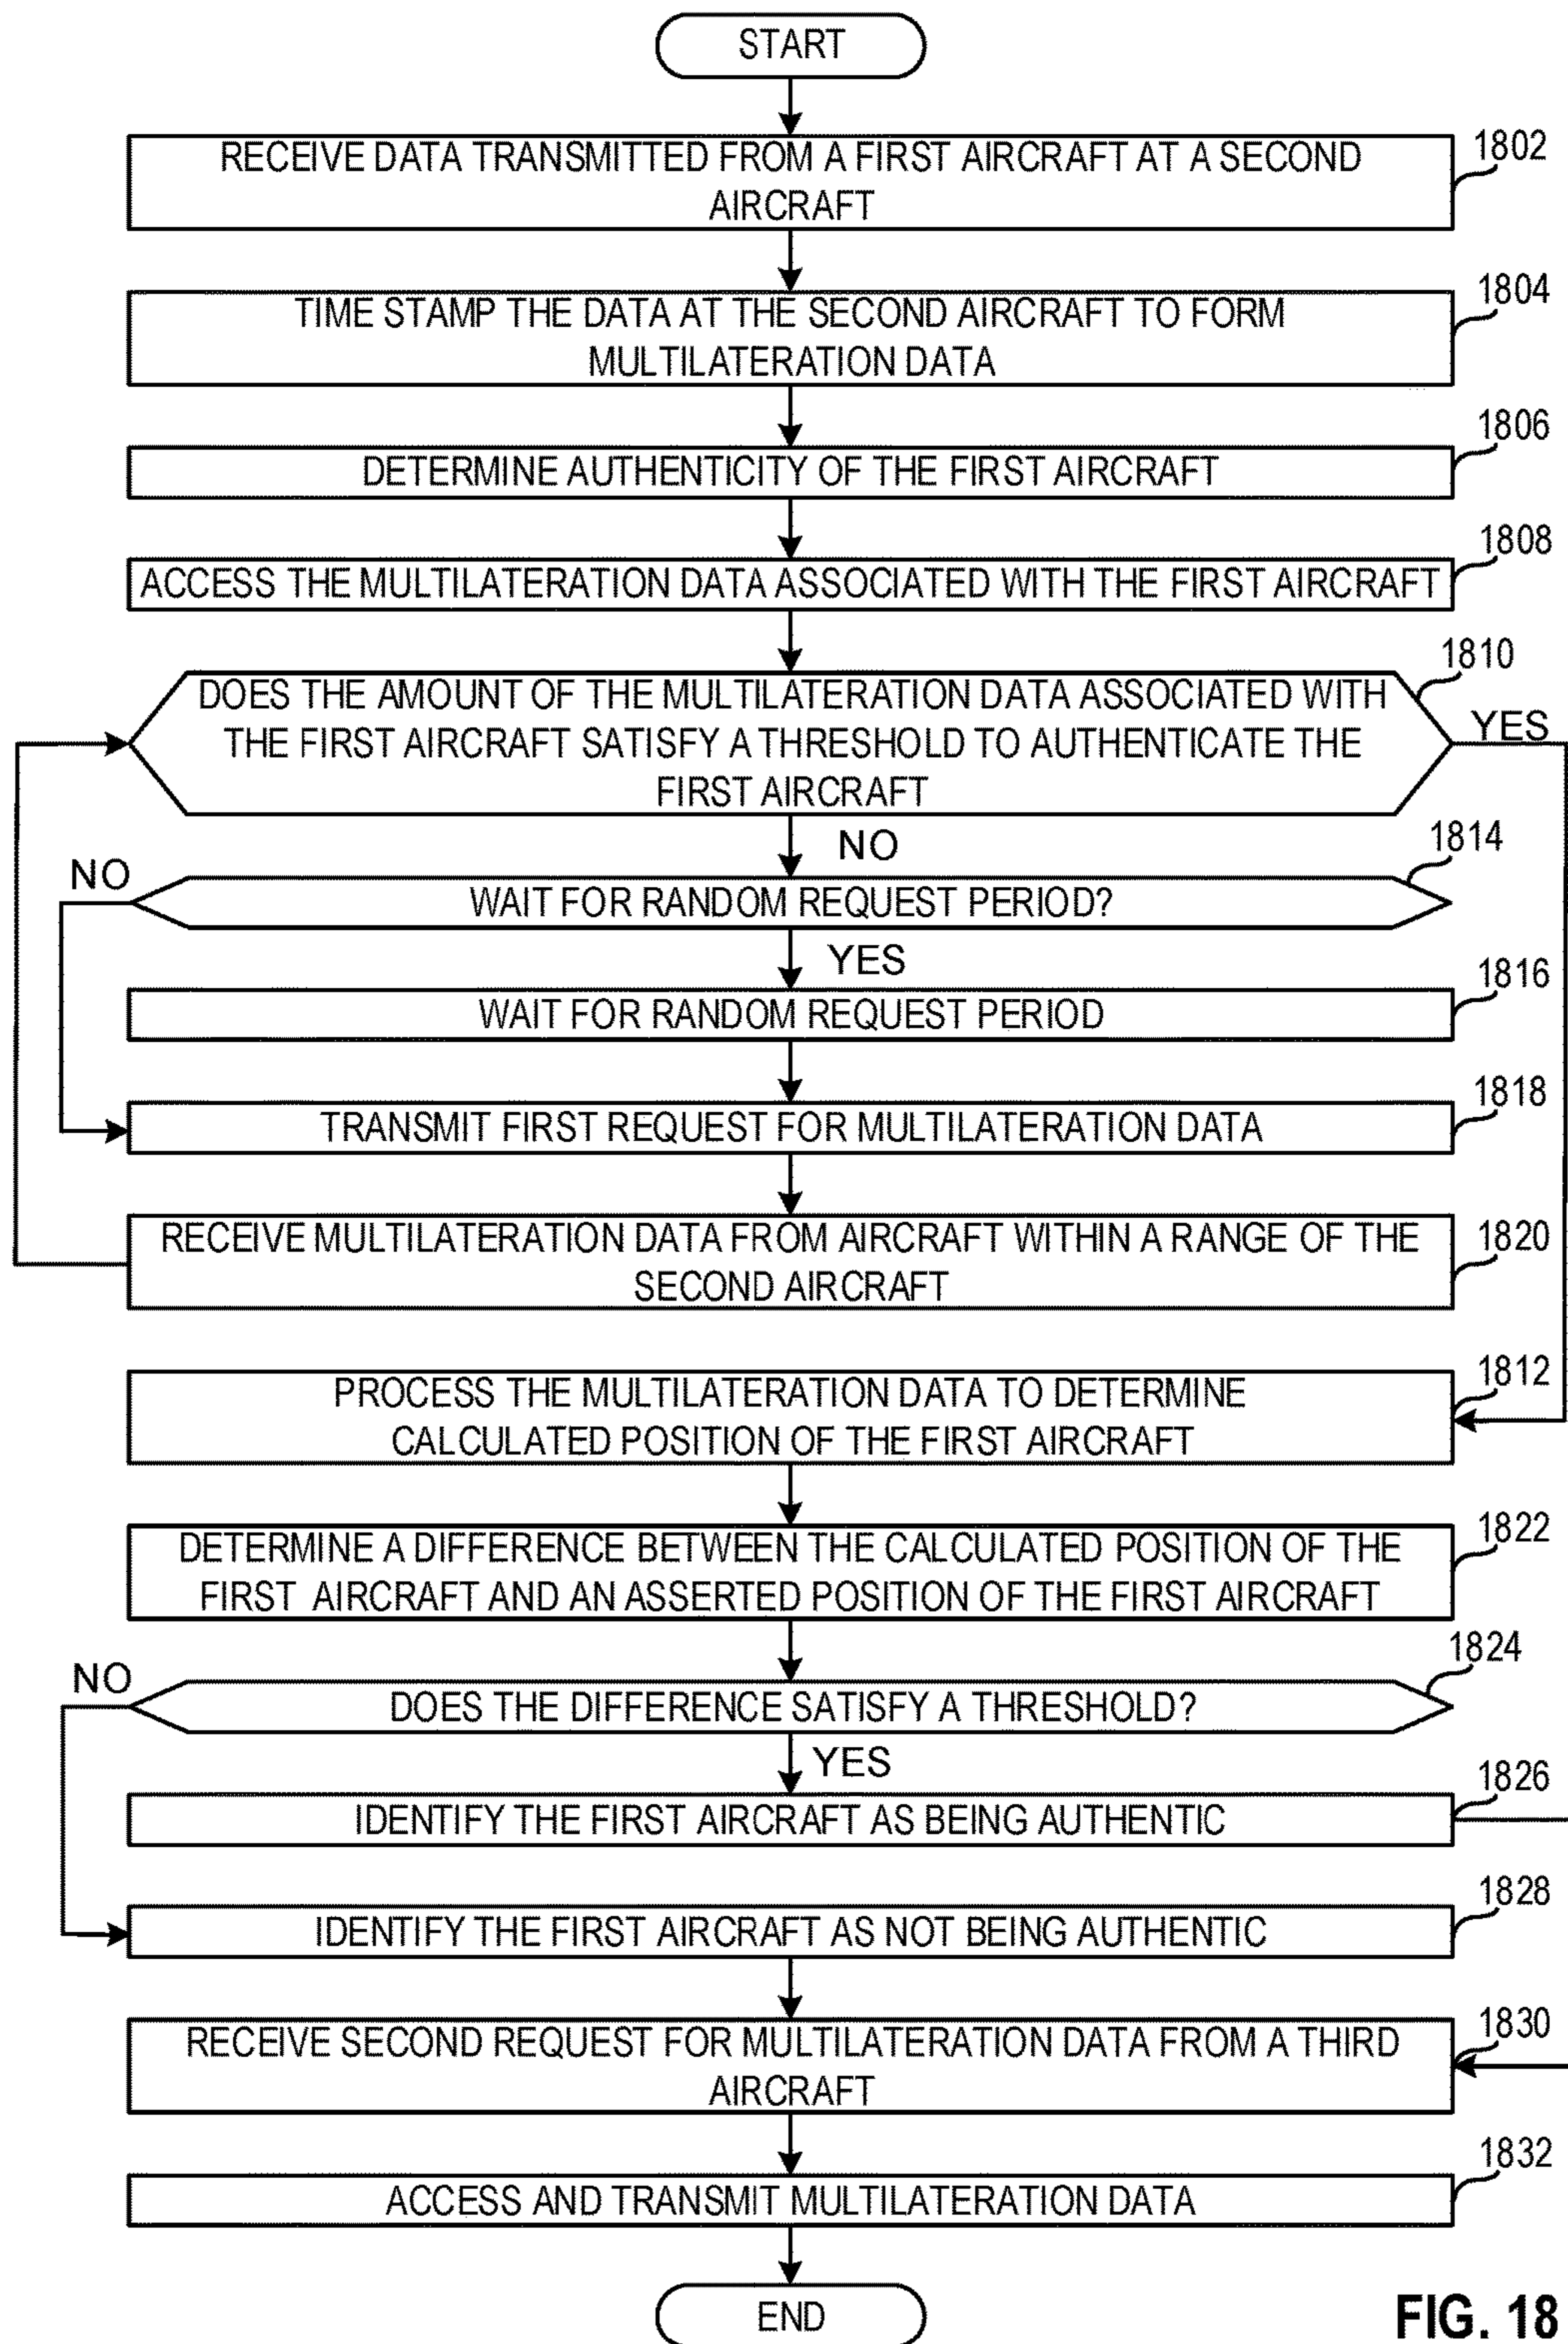 START
1802
RECEIVE DATA TRANSMITTED FROM A FIRST AIRCRAFT AT A SECOND
AIRCRAFT
1804
TIME STAMP THE DATA AT THE SECOND AIRCRAFT TO FORM
MULTILATERATION DATA
1806
DETERMINE AUTHENTICITY OF THE FIRST AIRCRAFT
1808
ACCESS THE MULTILATERATION DATA ASSOCIATED WITH THE FIRST AIRCRAFT
1810
DOES THE AMOUNT OF THE MULTILATERATION DATA ASSOCIATED WITH
THE FIRST AIRCRAFT SATISFY A THRESHOLD TO AUTHENTICATE THE
FIRST AIRCRAFT
YES
NO
1814
NO
WAIT FOR RANDOM REQUEST PERIOD?
YES
1816
WAIT FOR RANDOM REQUEST PERIOD
1818
TRANSMIT FIRST REQUEST FOR MULTILATERATION DATA
1820
RECEIVE MULTILATERATION DATA FROM AIRCRAFT WITHIN A RANGE OF THE
SECOND AIRCRAFT
1812
PROCESS THE MULTILATERATION DATA TO DETERMINE
CALCULATED POSITION OF THE FIRST AIRCRAFT
1822
DETERMINE A DIFFERENCE BETWEEN THE CALCULATED POSITION OF THE
FIRST AIRCRAFT AND AN ASSERTED POSITION OF THE FIRST AIRCRAFT
1824
NO
DOES THE DIFFERENCE SATISFY A THRESHOLD?
YES
1826
IDENTIFY THE FIRST AIRCRAFT AS BEING AUTHENTIC
1828
IDENTIFY THE FIRST AIRCRAFT AS NOT BEING AUTHENTIC
1830
RECEIVE SECOND REQUEST FOR MULTILATERATION DATA FROM A THIRD
AIRCRAFT
1832
ACCESS AND TRANSMIT MULTILATERATION DATA
END
FIG. 18